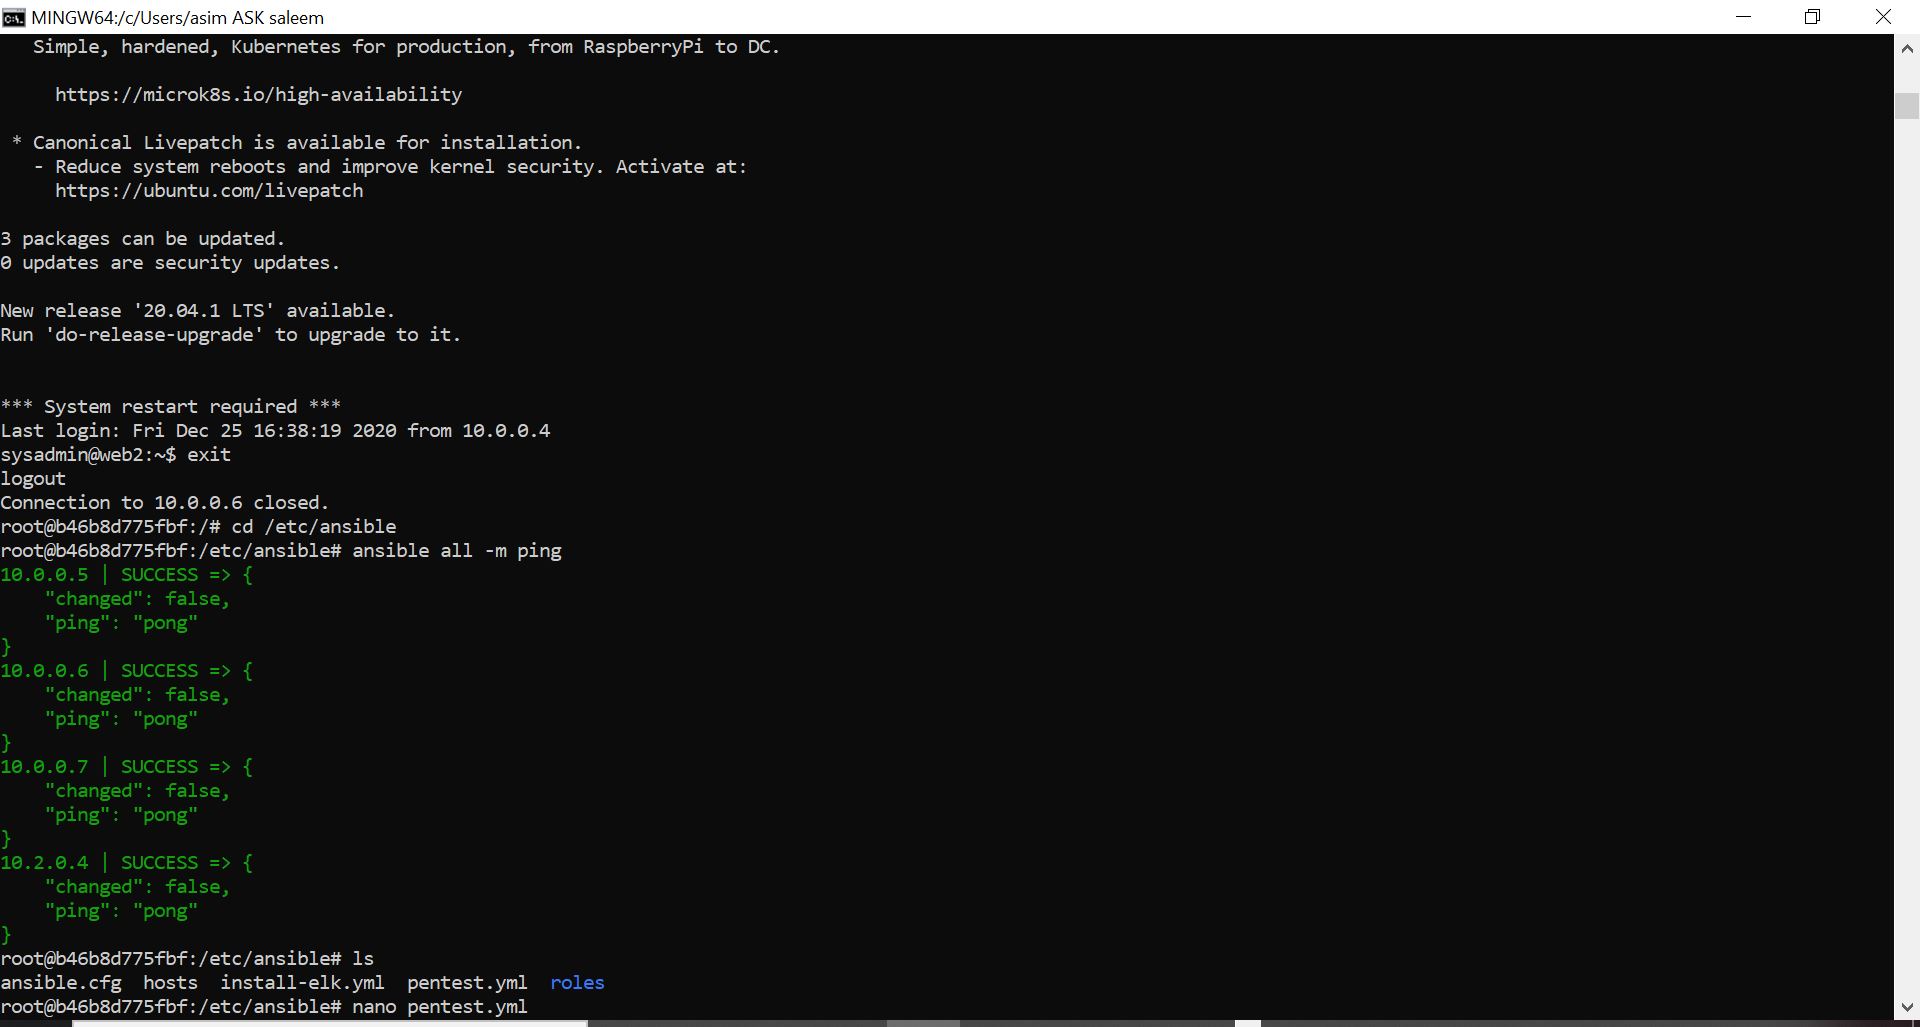 MINGW64:/c/Users/asim ASK saleem
Simple, hardened, Kubernetes for production, from RaspberryPi to DC.
https://microk8s.io/high-availability
* Canonical Livepatch is available for installation.
- Reduce system reboots and improve kernel security. Activate at:
https://ubuntu.com/livepatch
3 packages can be updated.
0 updates are security updates.
New release '20.04.1 LTS' available.
Run 'do-release-upgrade' to upgrade to it.
*** System restart required ***
Last login: Fri Dec 25 16:38:19 2020 from 10.0.0.4
sysadmin@web2:~$ exit
logout
Connection to 10.0.0.6 closed.
root@b46b8d775fbf:/# cd /etc/ansible
root@b46b8d775fbf:/etc/ansible# ansible all -m ping
10.0.0.5 | SUCCESS => {
"changed": false,
"ping": "pong"
}
10.0.0.6 | SUCCESS => {
"changed": false,
"ping": "pong"
}
10.0.0.7 | SUCCESS => {
"changed": false,
"ping": "pong"
}
10.2.0.4 | SUCCESS => {
"changed": false,
"ping": "pong"
}
root@b46b8d775fbf:/etc/ansible# ls
ansible.cfg hosts install-elk.yml pentest.yml roles
root@b46b8d775fbf:/etc/ansible# nano pentest.yml